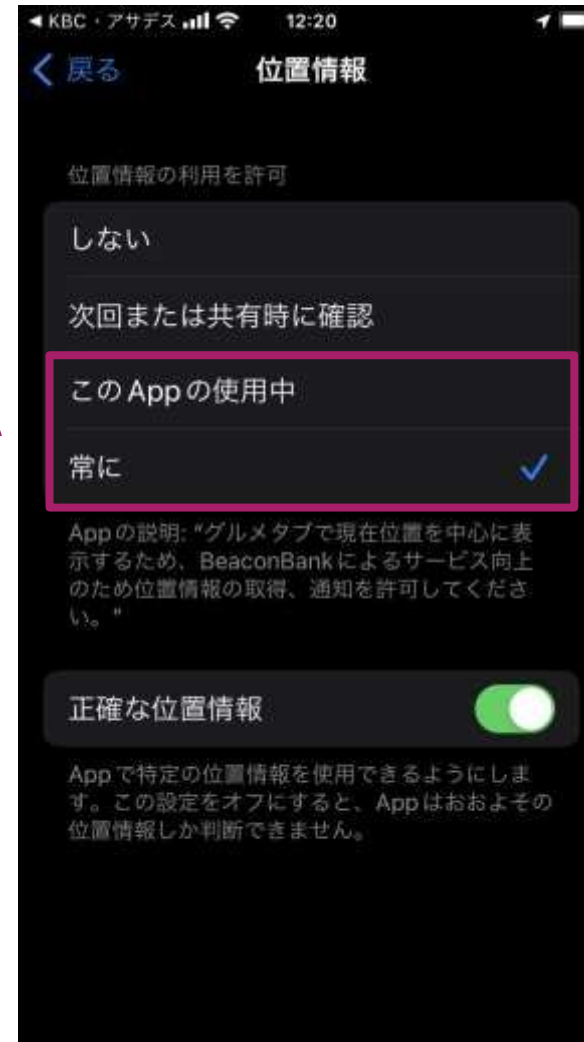 ◀ KBC・アサデス 12:20
戻る 位置情報
位置情報の利用を許可
しない
次回または共有時に確認
このAppの使用中
常に
Appの説明: “グルメタブで現在位置を中心に表
示するため、BeaconBankによるサービス向上
のため位置情報の取得、通知を許可してくださ
い。”
正確な位置情報
Appで特定の位置情報を使用できるようにしま
す。この設定をオフにすると、Appはおおよその
位置情報しか判断できません。